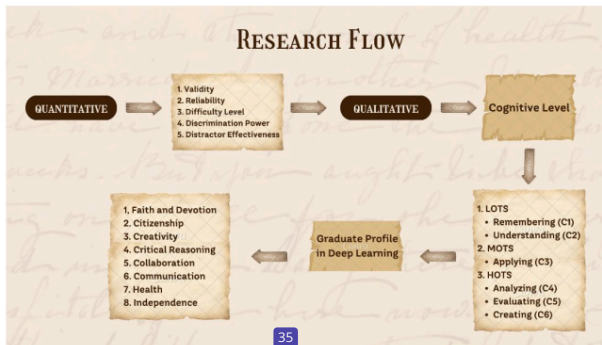 RESEARCH FLOW
QUANTITATIVE
1. Validity
2. Reliability
3. Difficulty Level
4. Discrimination Power
5. Distractor Effectiveness
QUALITATIVE
Cognitive Level
1. LOTS
• Remembering (C1)
• Understanding (C2)
2. MOTS
• Applying (C3)
3. HOTS
• Analyzing (C4)
• Evaluating (C5)
• Creating (C6)
Graduate Profile
in Deep Learning
1, Faith and Devotion
2. Citizenship
3. Creativity
4. Critical Reasoning
5. Collaboration
6. Communication
7. Health
8. Independence
35